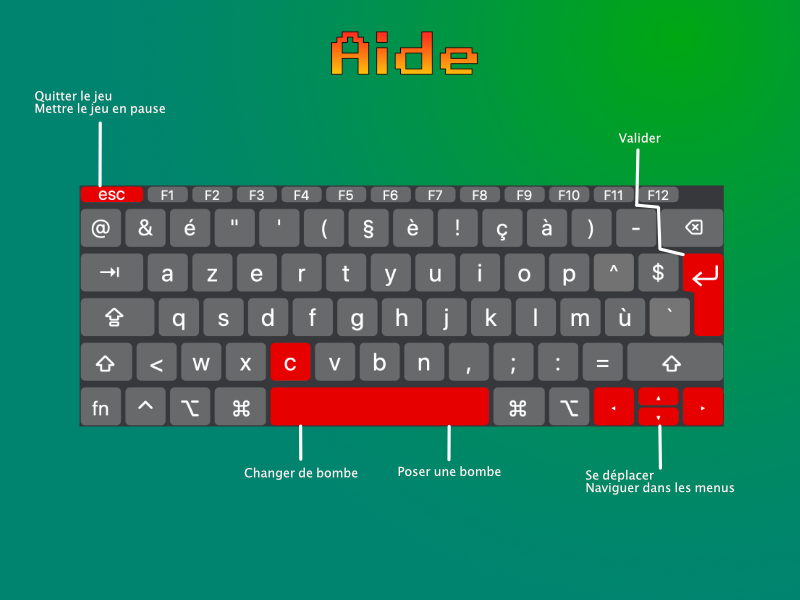 Aide
Quitter le jeu
Mettre le jeu en pause
Valider
esc F1 F2 F3 F4 F5 F6 F7 F8 F9 F10 F11 F12
@ & é " ' ( § è ! ç à ) -
a z e r t y u i o p ^ $
q s d f g h j k l m ù `
< w x c v b n , ; : =
fn ^ ⌥ ⌘ ⌘ ⌥
Changer de bombe
Poser une bombe
Se déplacer
Naviguer dans les menus